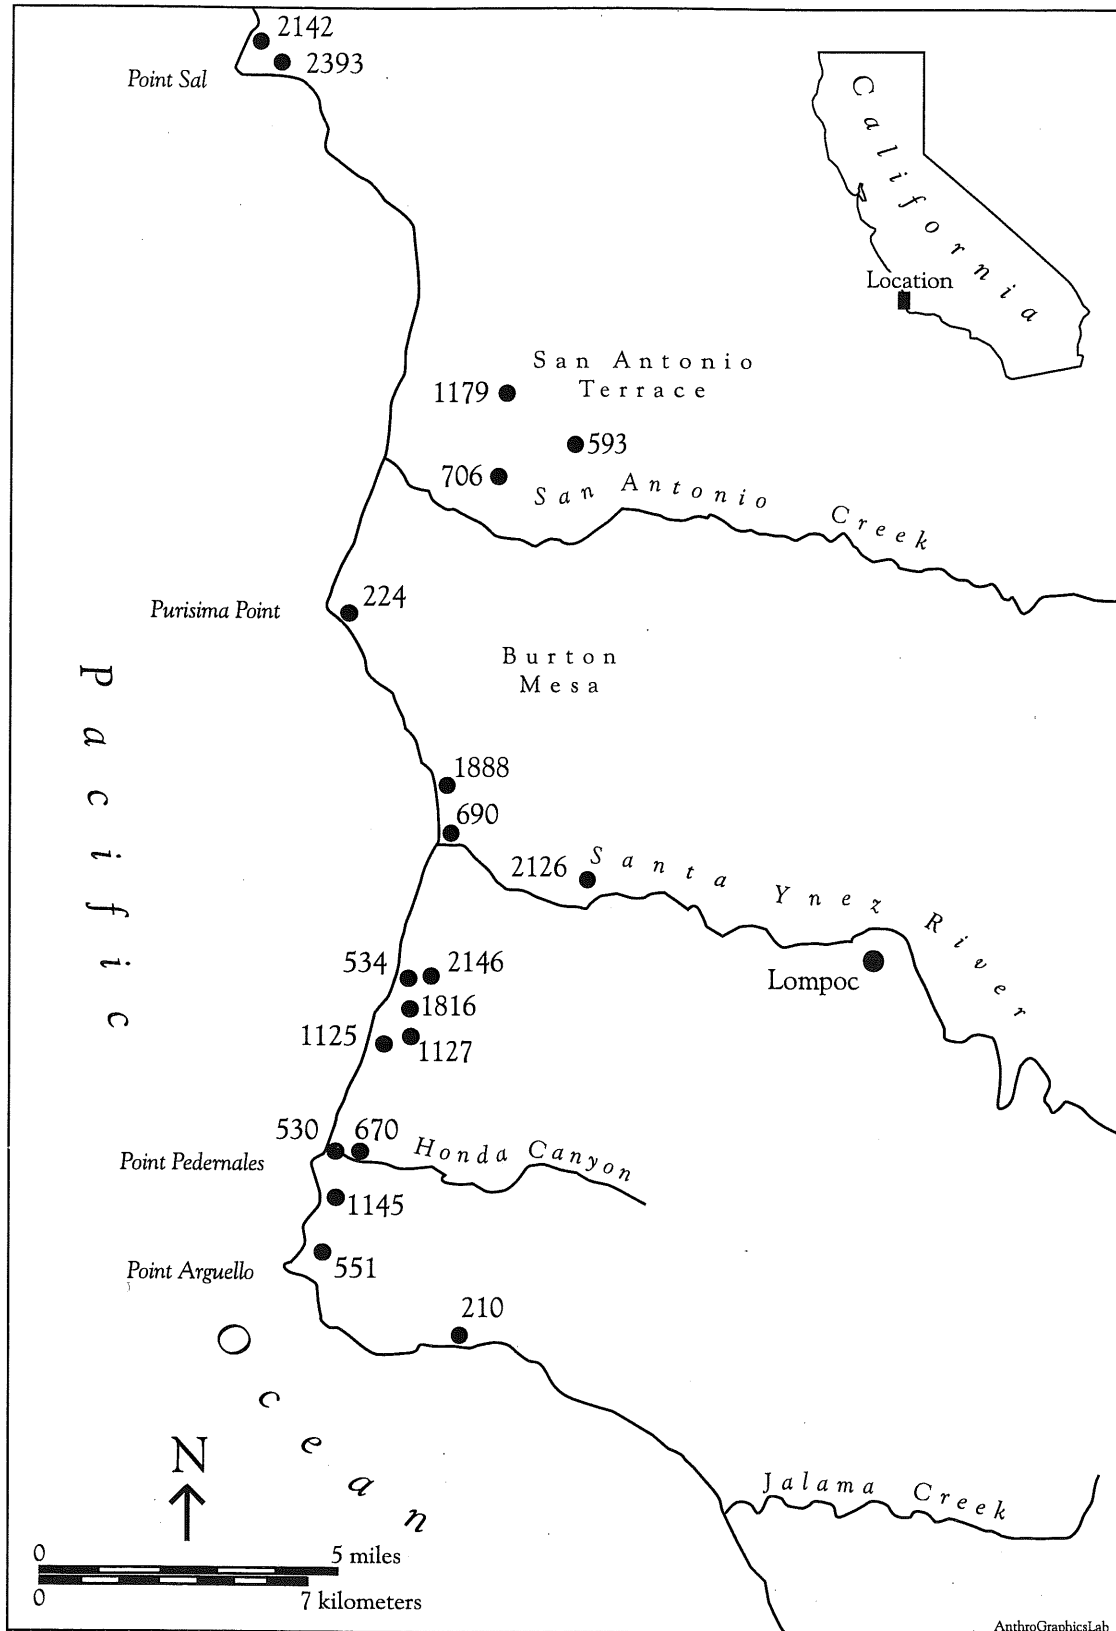 2142
2393
Point Sal
California
Location
San Antonio
Terrace
1179
593
706
San Antonio Creek
224
Purisima Point
Burton
Mesa
Pacific
1888
690
2126
Santa Ynez River
534
2146
Lompoc
1816
1125
1127
530
670
Honda Canyon
Point Pedernales
1145
551
Point Arguello
210
Ocean
N
Jalama Creek
0
5 miles
0
7 kilometers
AnthroGraphicsLab